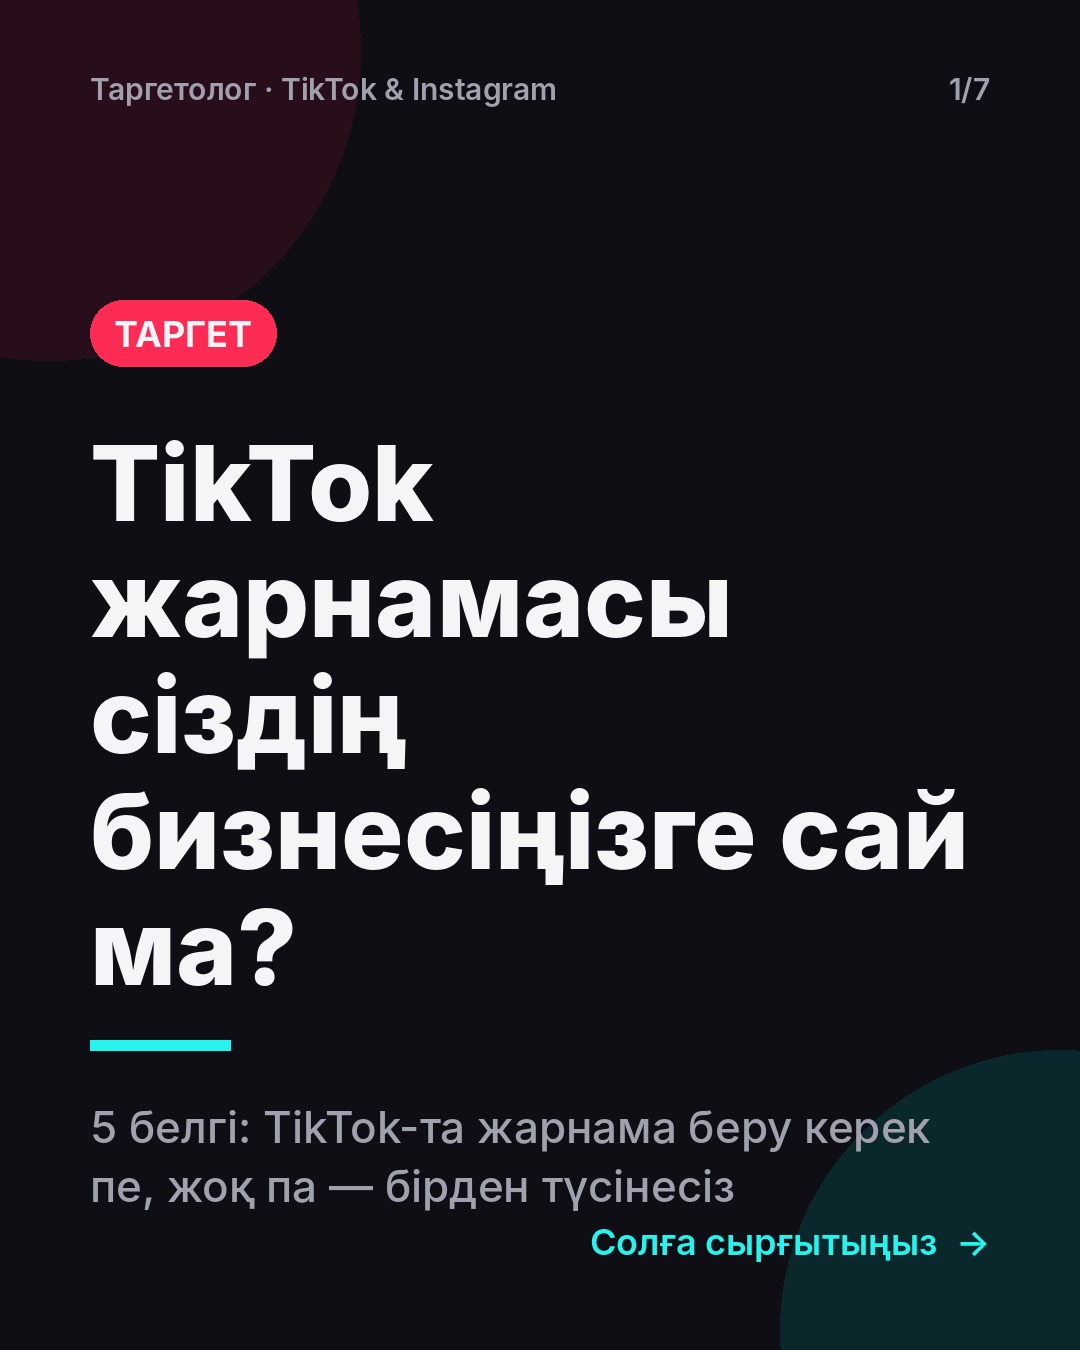 Таргетолог · TikTok & Instagram
1/7
ТАРГЕТ
TikTok
жарнамасы
сіздің
бизнесіңізге сай
ма?
5 белгі: TikTok-та жарнама беру керек
пе, жоқ па — бірден түсінесіз
Солға сырғытыңыз →